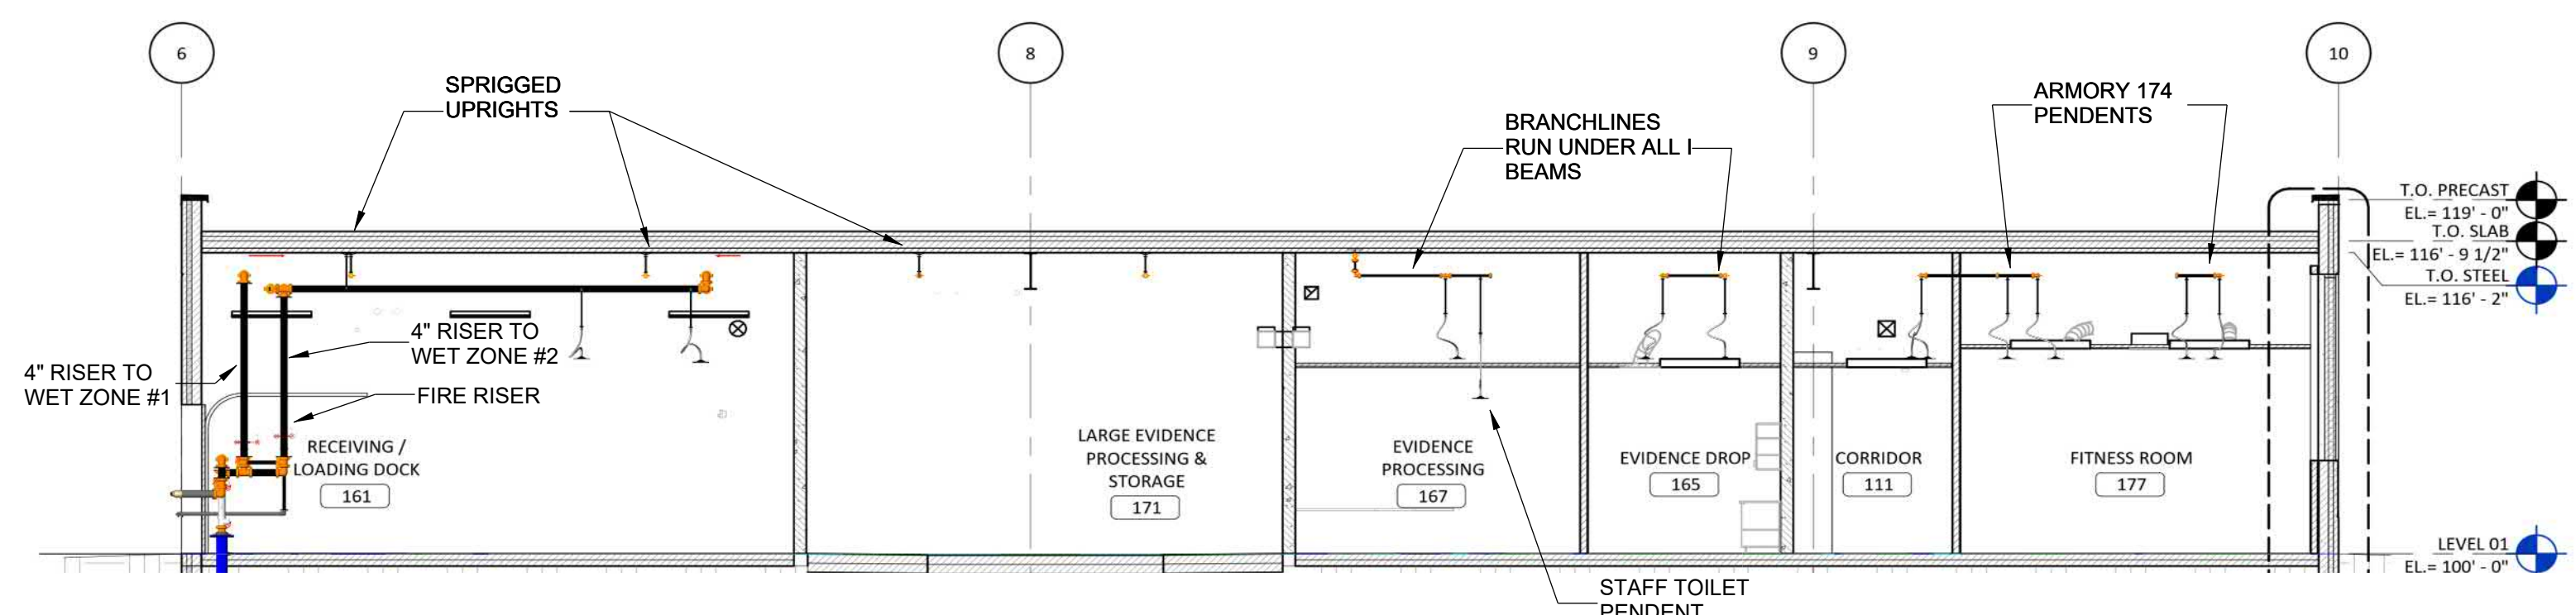 6
8
9
10
SPRIGGED
UPRIGHTS
BRANCHLINES
RUN UNDER ALL I
BEAMS
ARMORY 174
PENDENTS
T.O. PRECAST
EL.= 119' - 0"
T.O. SLAB
EL.= 116' - 9 1/2"
T.O. STEEL
EL.= 116' - 2"
4" RISER TO
WET ZONE #1
4" RISER TO
WET ZONE #2
FIRE RISER
RECEIVING /
LOADING DOCK
161
LARGE EVIDENCE
PROCESSING &
STORAGE
171
EVIDENCE
PROCESSING
167
EVIDENCE DROP
165
CORRIDOR
111
FITNESS ROOM
177
LEVEL 01
EL.= 100' - 0"
STAFF TOILET
PENDENT